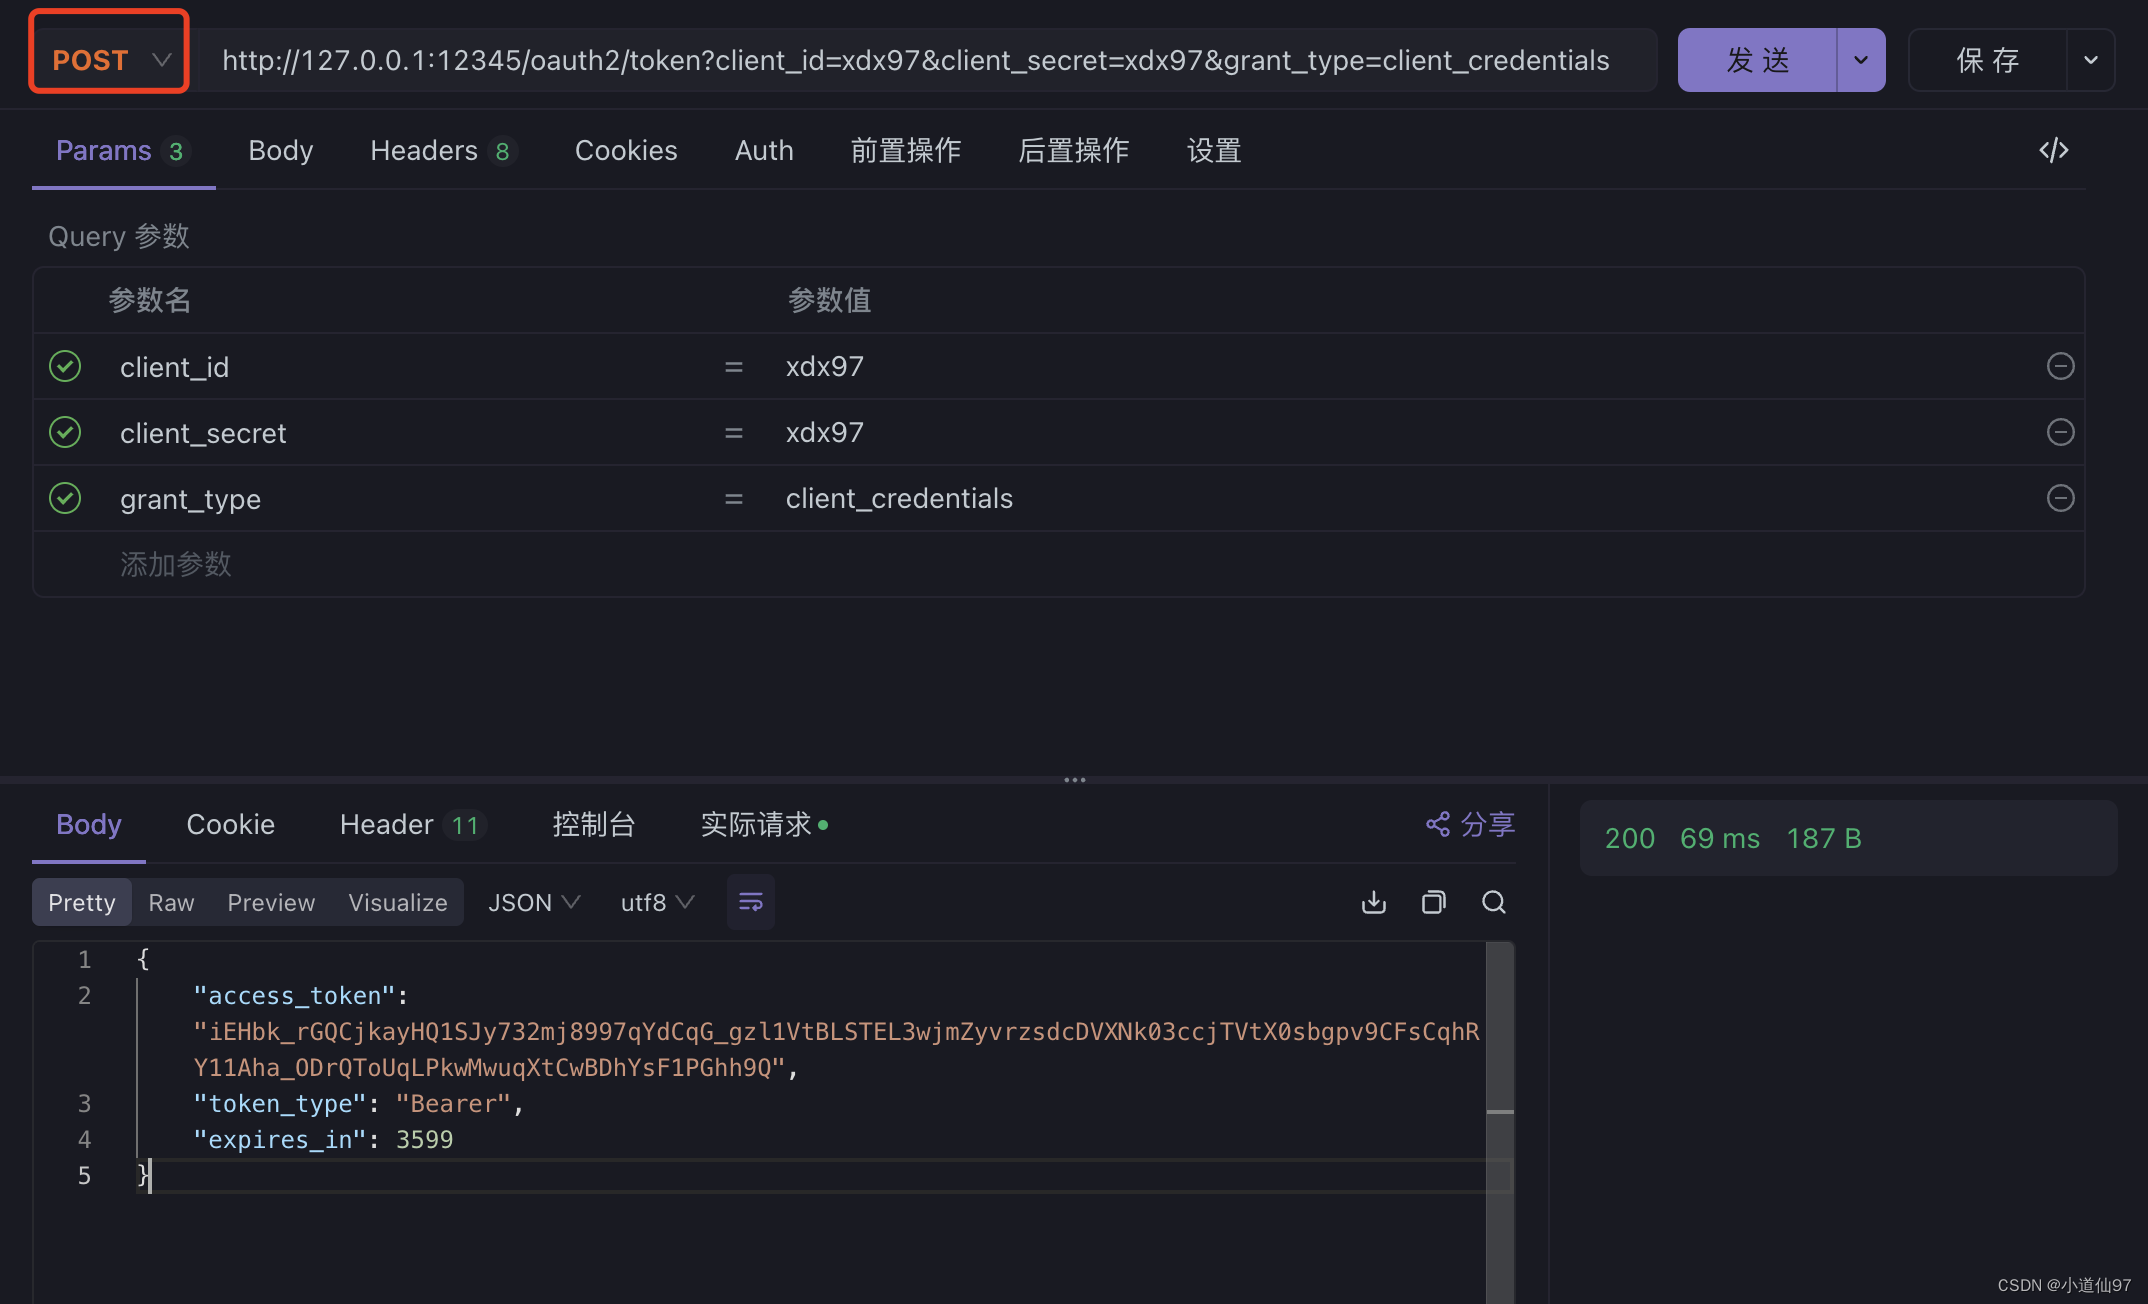 POST http://127.0.0.1:12345/oauth2/token?client_id=xdx97&client_secret=xdx97&grant_type=client_credentials 发送 保存
Params 3 Body Headers 8 Cookies Auth 前置操作 后置操作 设置
Query 参数
参数名 参数值
client_id = xdx97
client_secret = xdx97
grant_type = client_credentials
添加参数
Body Cookie Header 11 控制台 实际请求 分享
200 69 ms 187 B
Pretty Raw Preview Visualize JSON utf8
1 {
2 "access_token":
"iEHbk_rGQCjkayHQ1SJy732mj8997qYdCqG_gzl1VtBLSTEL3wjmZyvrzsdcDVXNk03ccjTVtX0sbgpv9CFsCqhR
Y11Aha_ODrQToUqLPkwMwuqXtCwBDhYsF1PGhh9Q",
3 "token_type": "Bearer",
4 "expires_in": 3599
5 }
CSDN @小道仙97